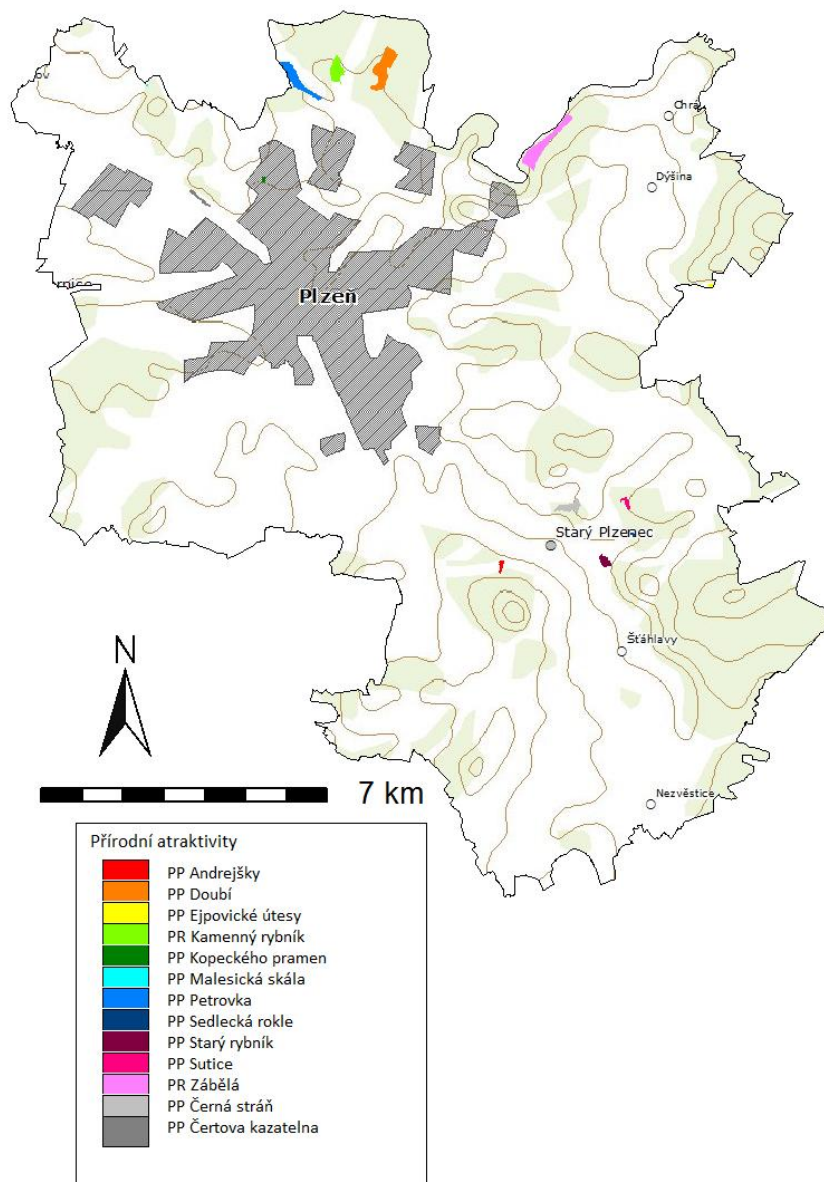 ov
Chrá
Dýšina
mice
Plzeň
Starý Plzenec
Šťáhlavy
N
7 km
Nezvěstice
Přírodní atraktivity
PP Andrejšky
PP Doubí
PP Ejpovické útesy
PR Kamenný rybník
PP Kopeckého pramen
PP Malesická skála
PP Petrovka
PP Sedlecká rokle
PP Starý rybník
PP Sutice
PR Zábělá
PP Černá stráň
PP Čertova kazatelna